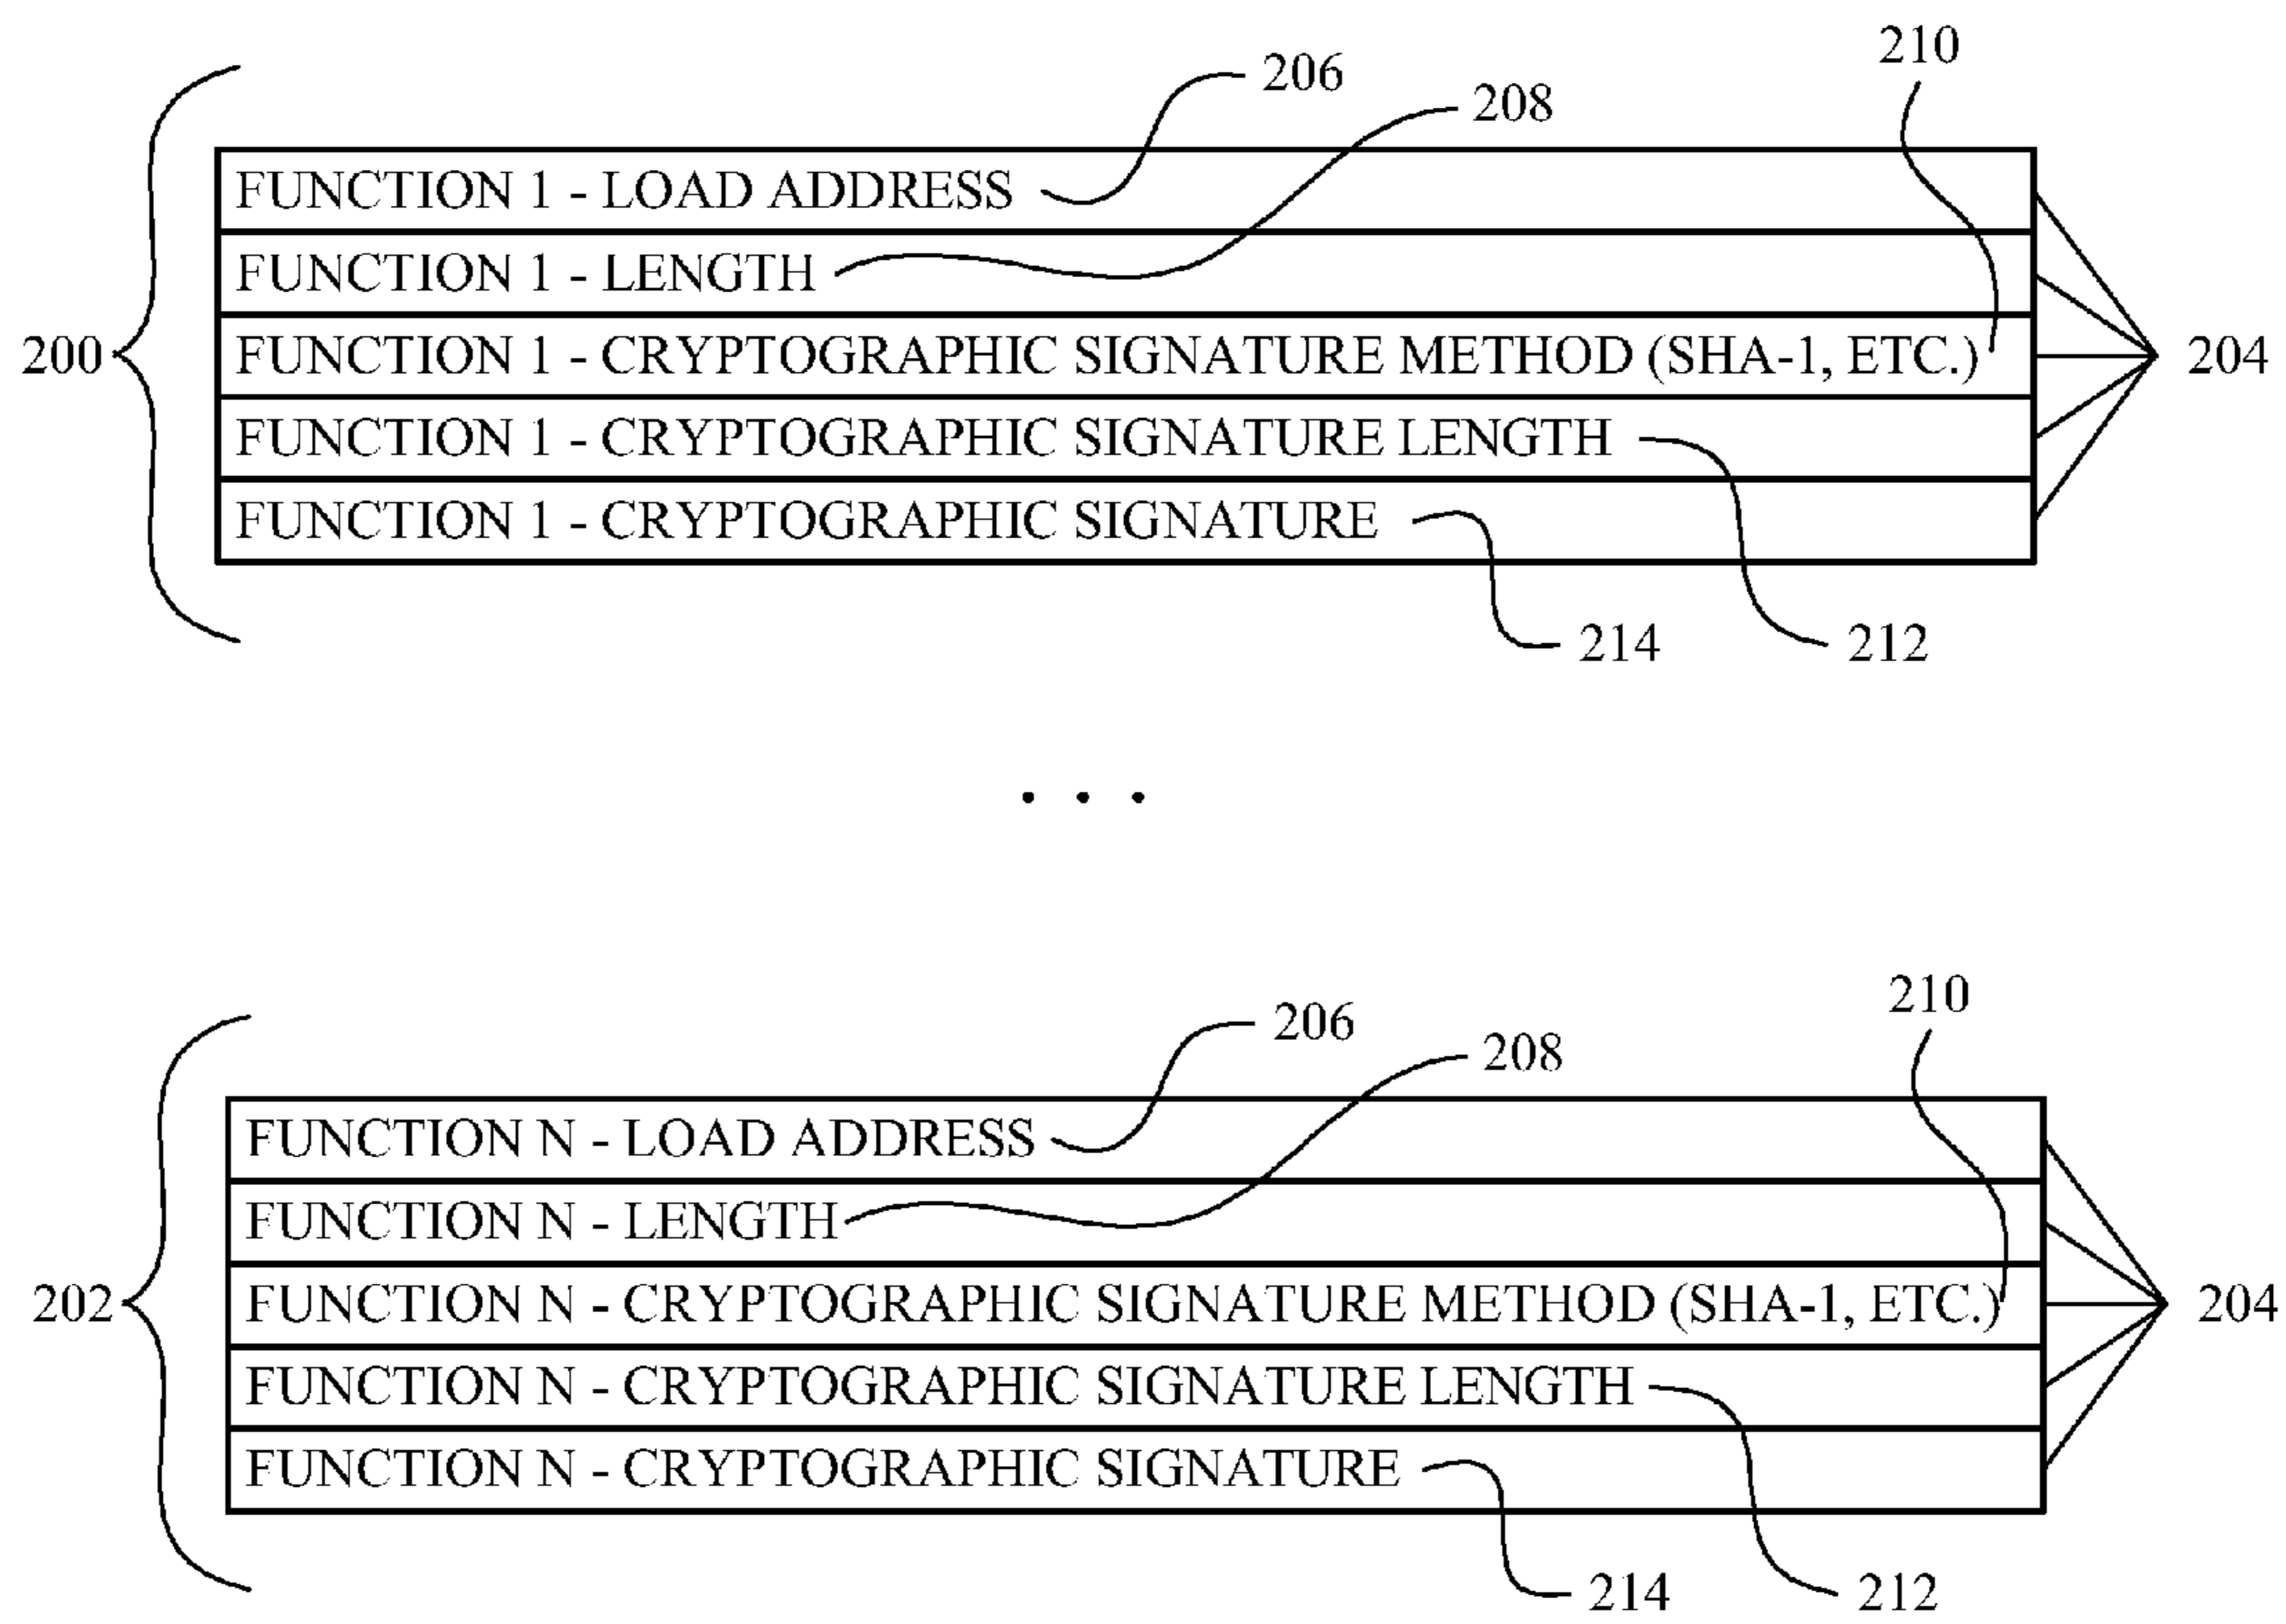 210
206
208
FUNCTION 1 - LOAD ADDRESS
FUNCTION 1 - LENGTH
200
FUNCTION 1 - CRYPTOGRAPHIC SIGNATURE METHOD (SHA-1, ETC.)
204
FUNCTION 1 - CRYPTOGRAPHIC SIGNATURE LENGTH
FUNCTION 1 - CRYPTOGRAPHIC SIGNATURE
214
212
. . .
210
206
208
FUNCTION N - LOAD ADDRESS
FUNCTION N - LENGTH
202
FUNCTION N - CRYPTOGRAPHIC SIGNATURE METHOD (SHA-1, ETC.)
204
FUNCTION N - CRYPTOGRAPHIC SIGNATURE LENGTH
FUNCTION N - CRYPTOGRAPHIC SIGNATURE
214
212